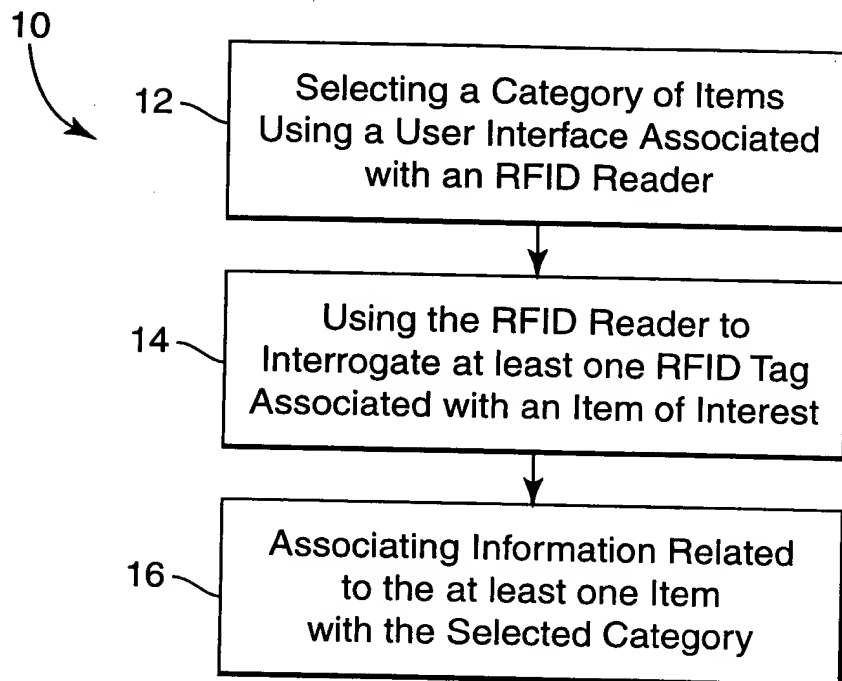 10
12
Selecting a Category of Items
Using a User Interface Associated
with an RFID Reader
14
Using the RFID Reader to
Interrogate at least one RFID Tag
Associated with an Item of Interest
16
Associating Information Related
to the at least one Item
with the Selected Category